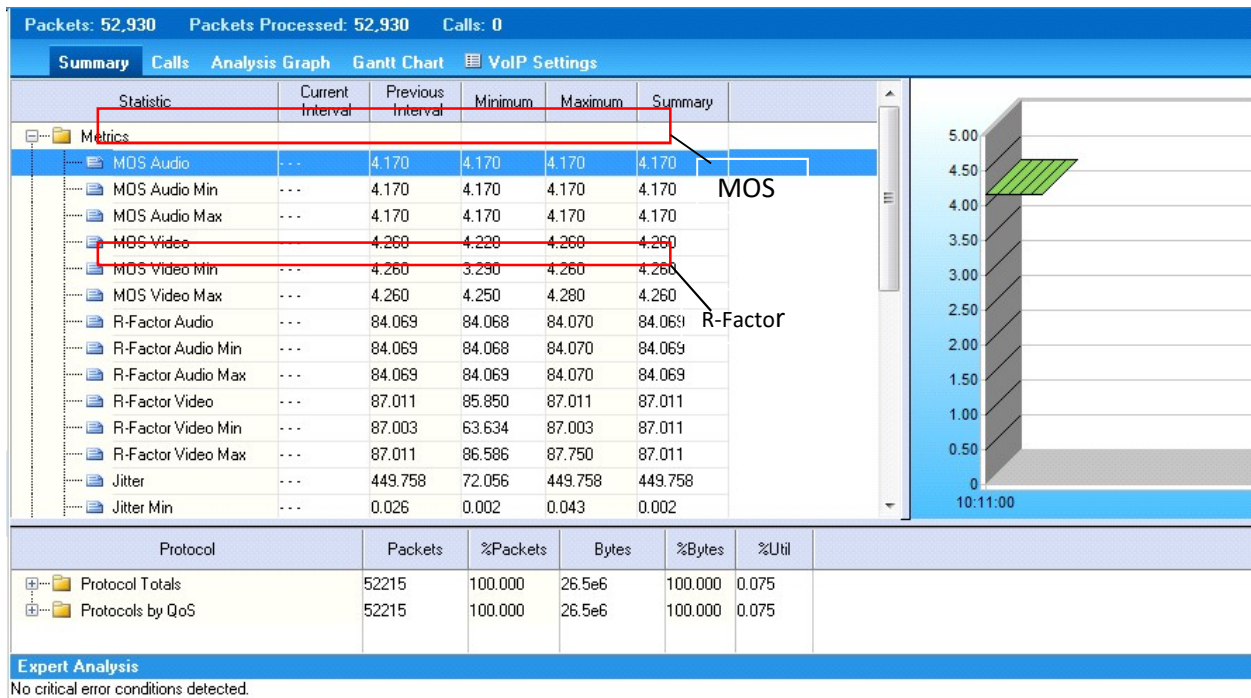 Packets: 52,930 Packets Processed: 52,930 Calls: 0
Summary Calls Analysis Graph Gantt Chart VoIP Settings
Statistic Current Interval Previous Interval Minimum Maximum Summary
Metrics
MOS Audio --- 4.170 4.170 4.170 4.170
MOS Audio Min --- 4.170 4.170 4.170 4.170
MOS Audio Max --- 4.170 4.170 4.170 4.170
MOS Video --- 4.260 4.220 4.260 4.260
MOS Video Min --- 4.260 3.290 4.260 4.260
MOS Video Max --- 4.260 4.250 4.280 4.260
R-Factor Audio --- 84.069 84.068 84.070 84.069
R-Factor Audio Min --- 84.069 84.068 84.070 84.069
R-Factor Audio Max --- 84.069 84.069 84.070 84.069
R-Factor Video --- 87.011 85.850 87.011 87.011
R-Factor Video Min --- 87.003 63.634 87.003 87.011
R-Factor Video Max --- 87.011 86.586 87.750 87.011
Jitter --- 449.758 72.056 449.758 449.758
Jitter Min --- 0.026 0.002 0.043 0.002
MOS
R-Factor
5.00
4.50
4.00
3.50
3.00
2.50
2.00
1.50
1.00
0.50
0
10:11:00
Protocol Packets %Packets Bytes %Bytes %Util
Protocol Totals 52215 100.000 26.5e6 100.000 0.075
Protocols by QoS 52215 100.000 26.5e6 100.000 0.075
Expert Analysis
No critical error conditions detected.